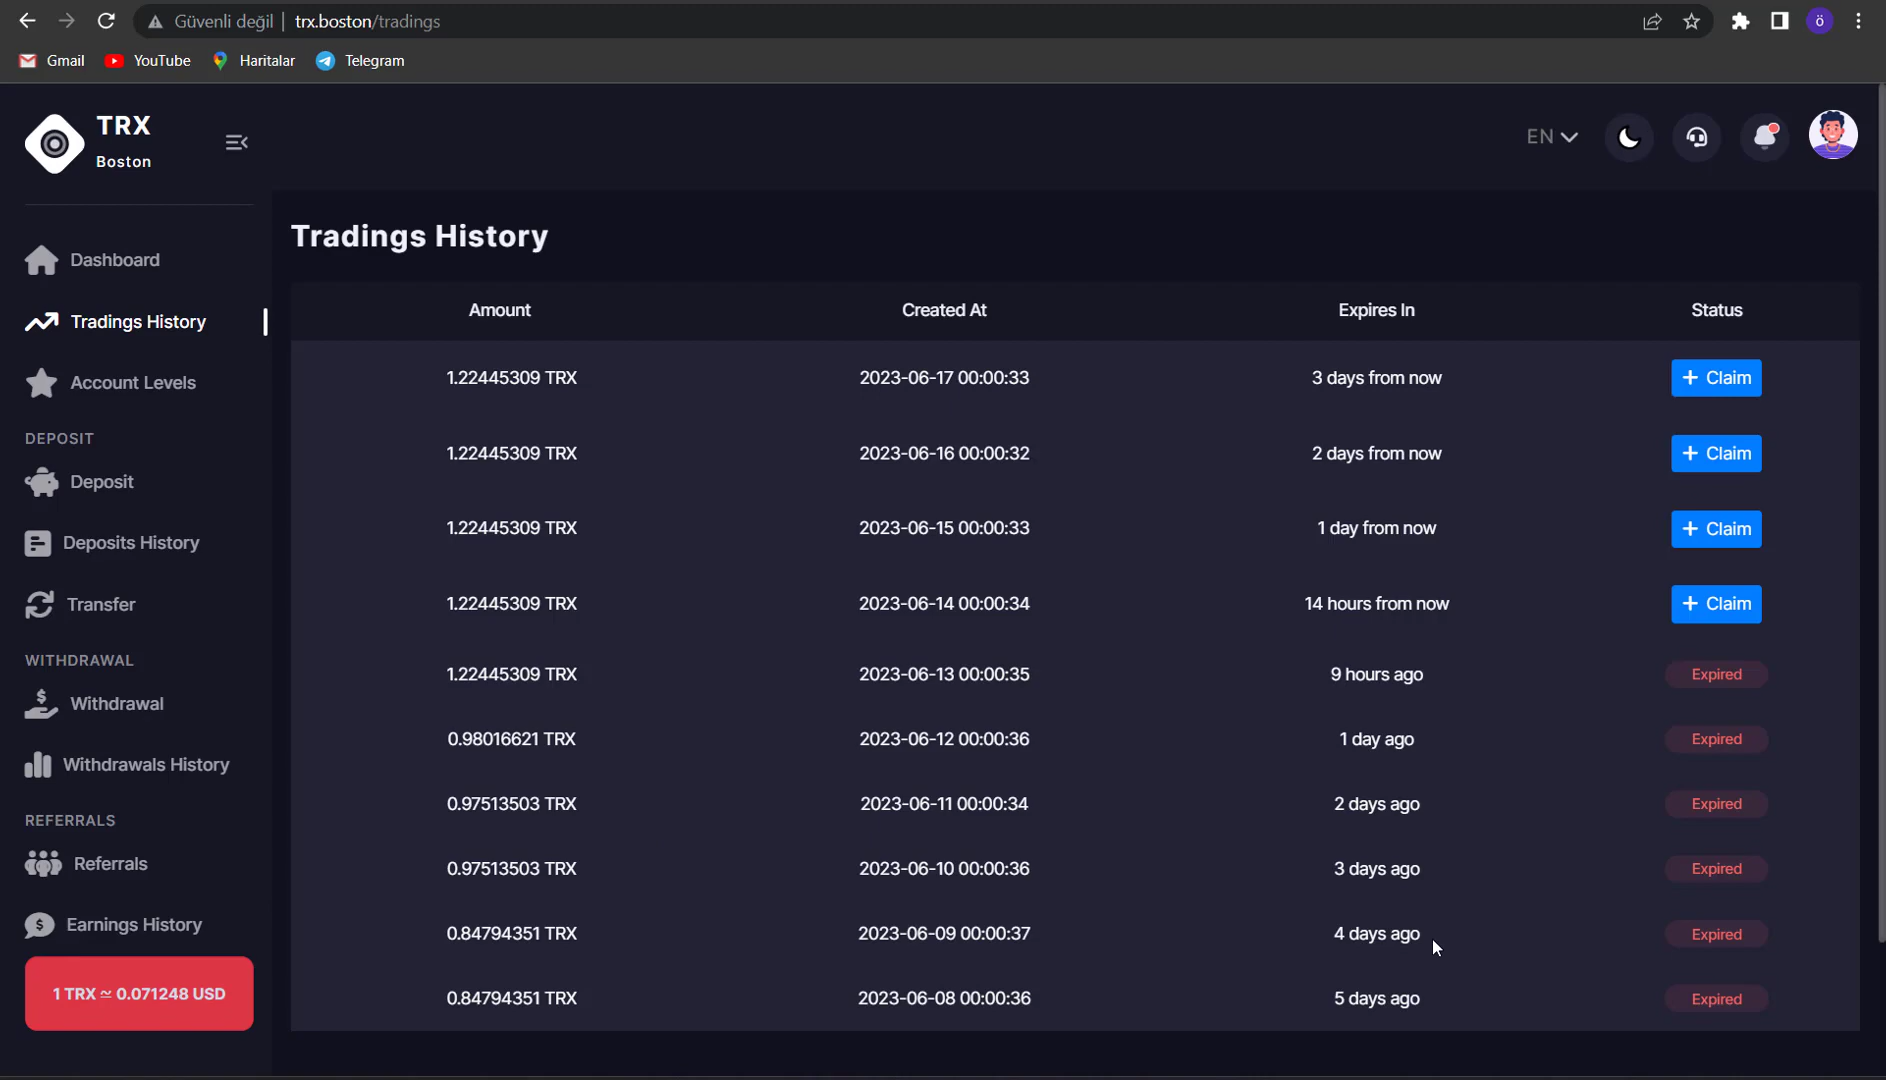 Güvenli değil | trx.boston/tradings
ö
Gmail YouTube Haritalar Telegram
TRX
Boston
EN
Dashboard
Tradings History
Account Levels
DEPOSIT
Deposit
Deposits History
Transfer
WITHDRAWAL
Withdrawal
Withdrawals History
REFERRALS
Referrals
Earnings History
1 TRX ≃ 0.071248 USD
Tradings History
Amount Created At Expires In Status
1.22445309 TRX 2023-06-17 00:00:33 3 days from now + Claim
1.22445309 TRX 2023-06-16 00:00:32 2 days from now + Claim
1.22445309 TRX 2023-06-15 00:00:33 1 day from now + Claim
1.22445309 TRX 2023-06-14 00:00:34 14 hours from now + Claim
1.22445309 TRX 2023-06-13 00:00:35 9 hours ago Expired
0.98016621 TRX 2023-06-12 00:00:36 1 day ago Expired
0.97513503 TRX 2023-06-11 00:00:34 2 days ago Expired
0.97513503 TRX 2023-06-10 00:00:36 3 days ago Expired
0.84794351 TRX 2023-06-09 00:00:37 4 days ago Expired
0.84794351 TRX 2023-06-08 00:00:36 5 days ago Expired